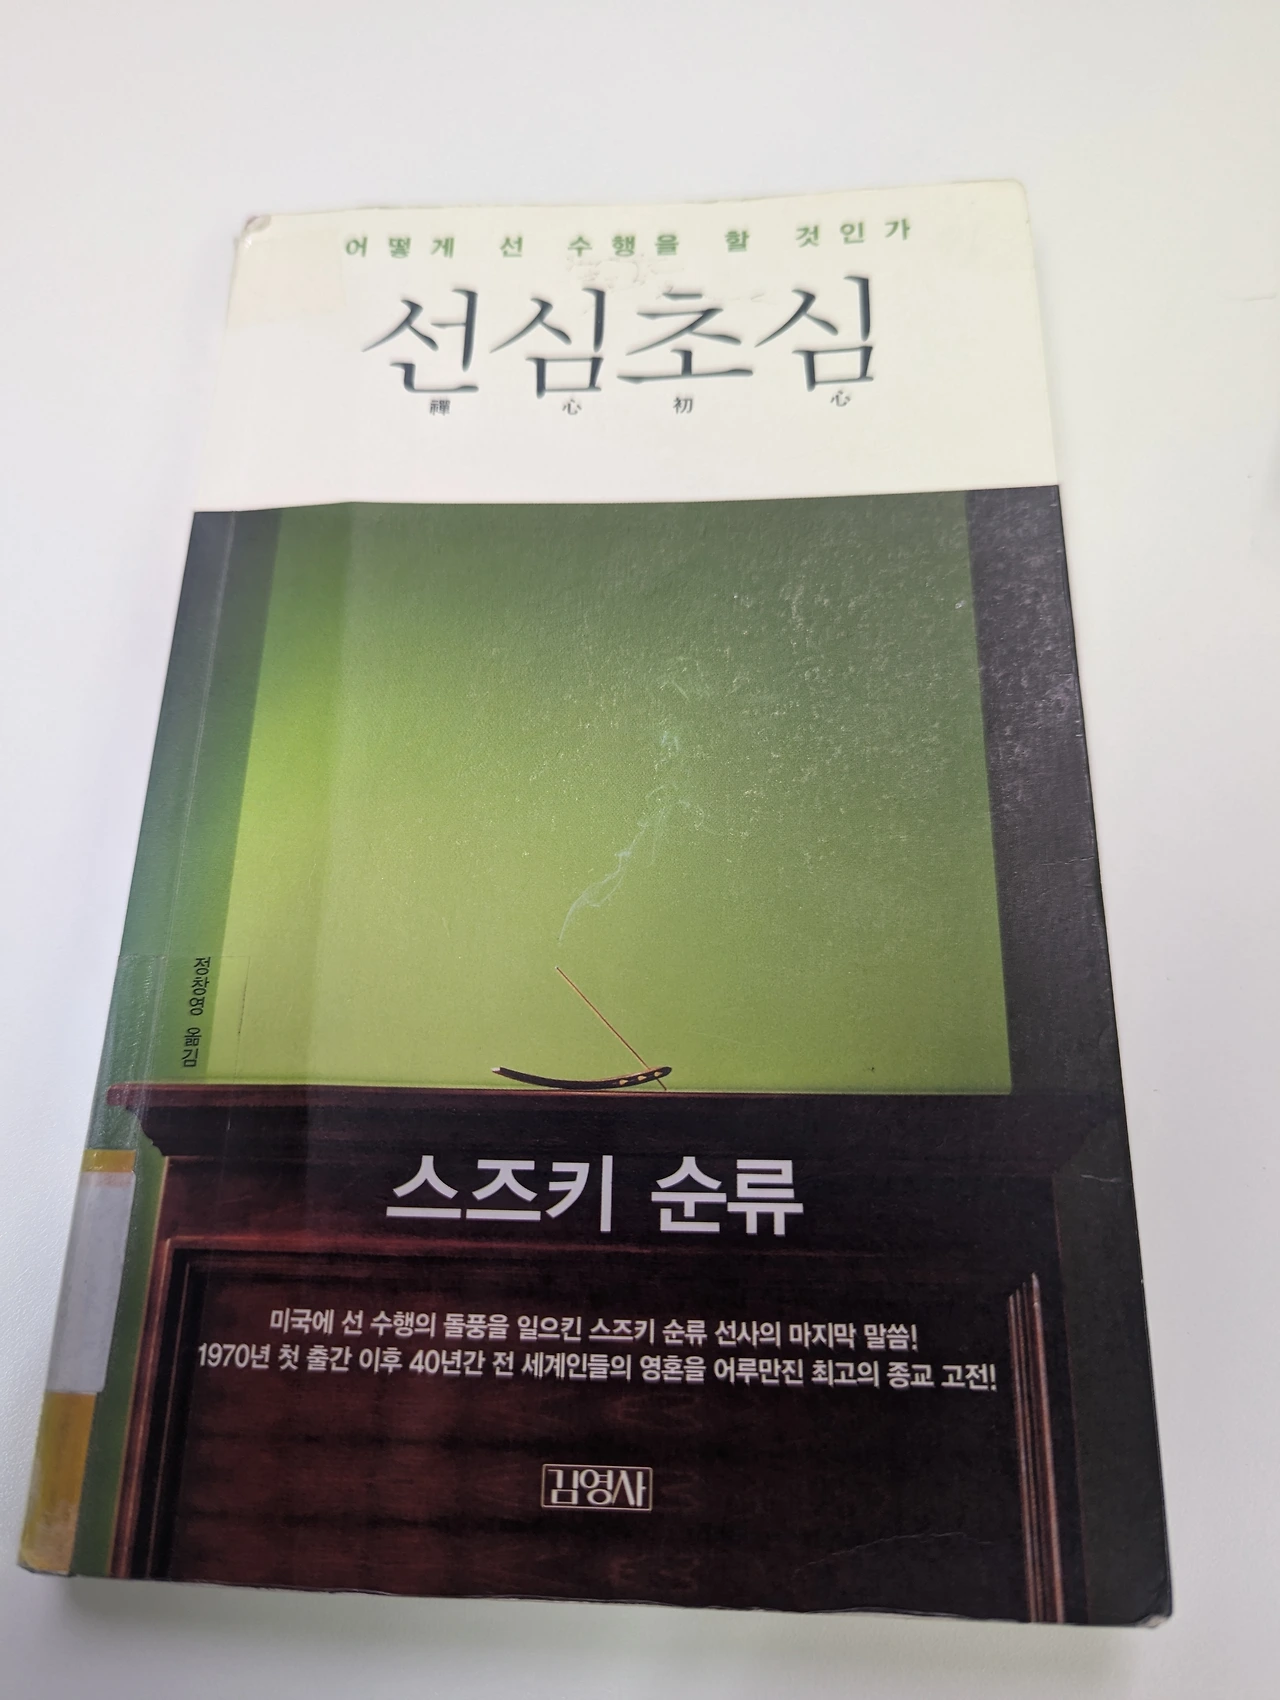 어떻게 선 수행을 할 것인가
선심초심
禪心初心
정창영 옮김
스즈키 순류
미국에 선 수행의 돌풍을 일으킨 스즈키 순류 선사의 마지막 말씀!
1970년 첫 출간 이후 40년간 전 세계인들의 영혼을 어루만진 최고의 종교 고전!
김영사